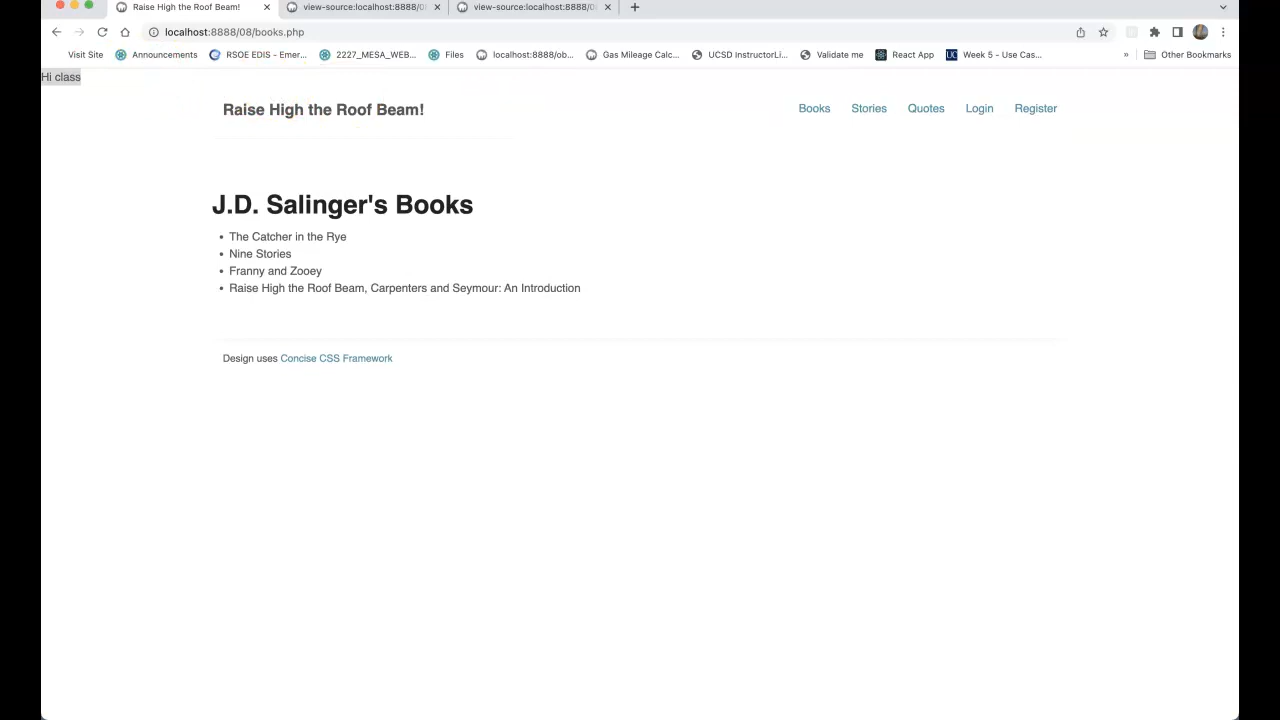 Raise High the Roof Beam!
view-source:localhost:8888/0
view-source:localhost:8888/0
localhost:8888/08/books.php
Visit Site
Announcements
RSOE EDIS - Emer...
2227_MESA_WEB...
Files
localhost:8888/ob...
Gas Mileage Calc...
UCSD instructorLi...
Validate me
React App
UC
Week 5 - Use Cas...
»
Other Bookmarks
Hi class
Raise High the Roof Beam!
Books
Stories
Quotes
Login
Register
J.D. Salinger's Books
• The Catcher in the Rye
• Nine Stories
• Franny and Zooey
• Raise High the Roof Beam, Carpenters and Seymour: An Introduction
Design uses Concise CSS Framework